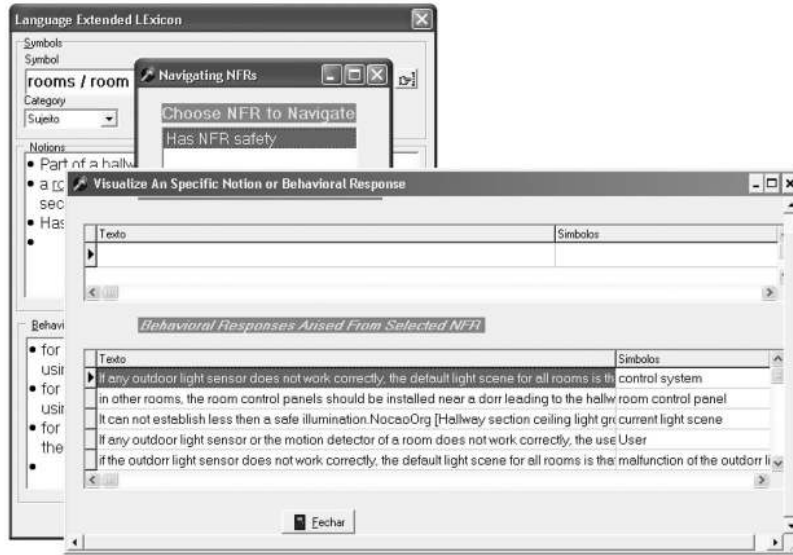 Language Extended LExicon
Symbols
Symbol
rooms / room
Category
Sujeito
Notions
Part of a hallw
a ro
sec
Has
Behavi
for
usir
for
usir
for
the
Navigating NFRs
Choose NFR to Navigate
Has NFR safety
Visualize An Specific Notion or Behavioral Response
Texto Simbolos
Behavioral Responses Arised From Selected NFR
Texto Simbolos
If any outdoor light sensor does not work correctly, the default light scene for all rooms is th control system
in other rooms, the room control panels should be installed near a dorr leading to the hallw room control panel
It can not establish less then a safe illumination.NocaoOrg [Hallway section ceiling light gro current light scene
If any outdoor light sensor or the motion detector of a room does not work correctly, the use User
if the outdorr light sensor does not work correctly, the default light scene for all rooms is tha malfunction of the outdorr li
Fechar